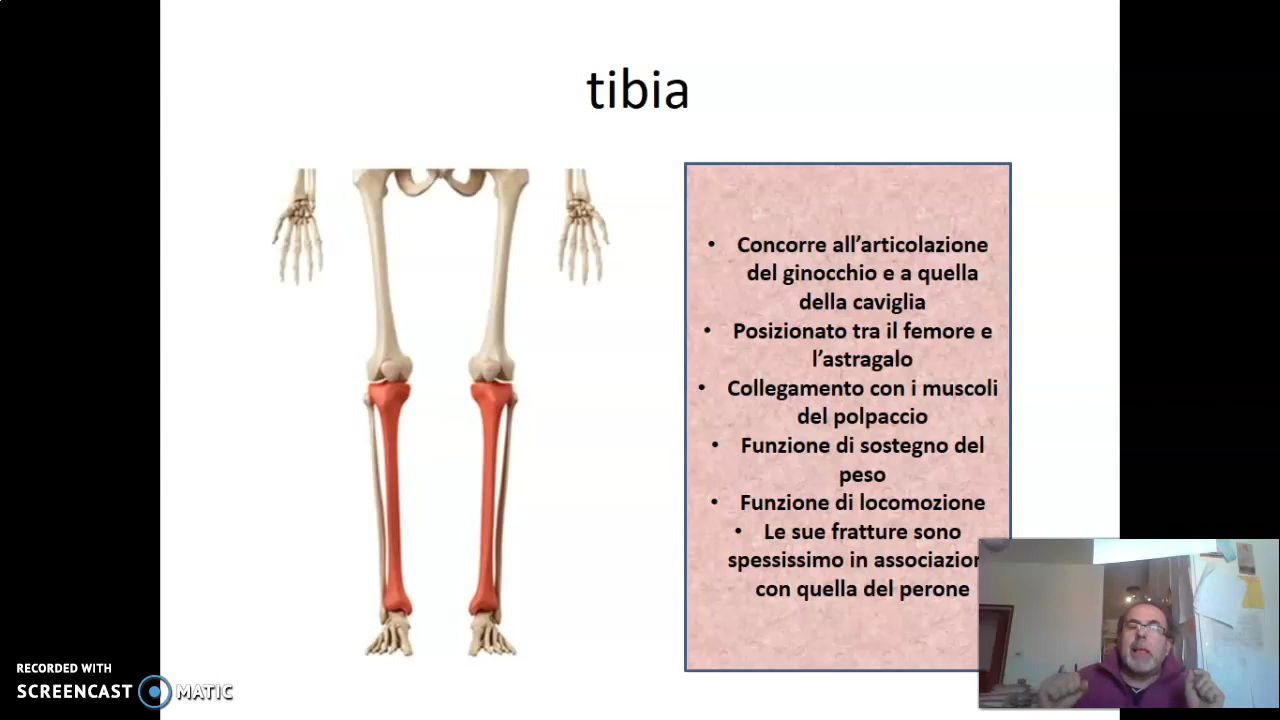 tibia
• Concorre all’articolazione
del ginocchio e a quella
della caviglia
• Posizionato tra il femore e
l’astragalo
• Collegamento con i muscoli
del polpaccio
• Funzione di sostegno del
peso
• Funzione di locomozione
• Le sue fratture sono
spessissimo in associazion
con quella del perone
RECORDED WITH
SCREENCAST MATIC